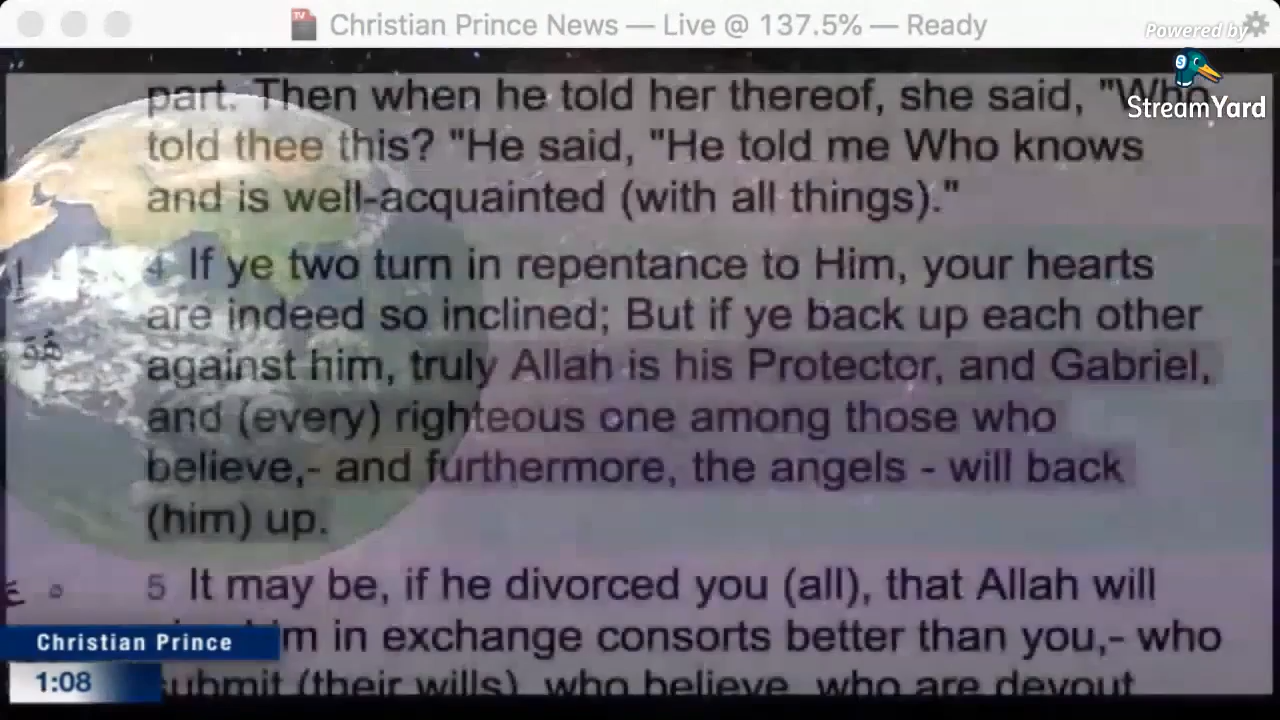 Christian Prince News — Live @ 137.5% — Ready
Powered by
StreamYard
part. Then when he told her thereof, she said, "Who
told thee this? "He said, "He told me Who knows
and is well-acquainted (with all things)."
4 If ye two turn in repentance to Him, your hearts
are indeed so inclined; But if ye back up each other
against him, truly Allah is his Protector, and Gabriel,
and (every) righteous one among those who
believe,- and furthermore, the angels - will back
(him) up.
5 It may be, if he divorced you (all), that Allah will
in exchange consorts better than you,- who
submit (their wills), who believe, who are devout
Christian Prince
1:08